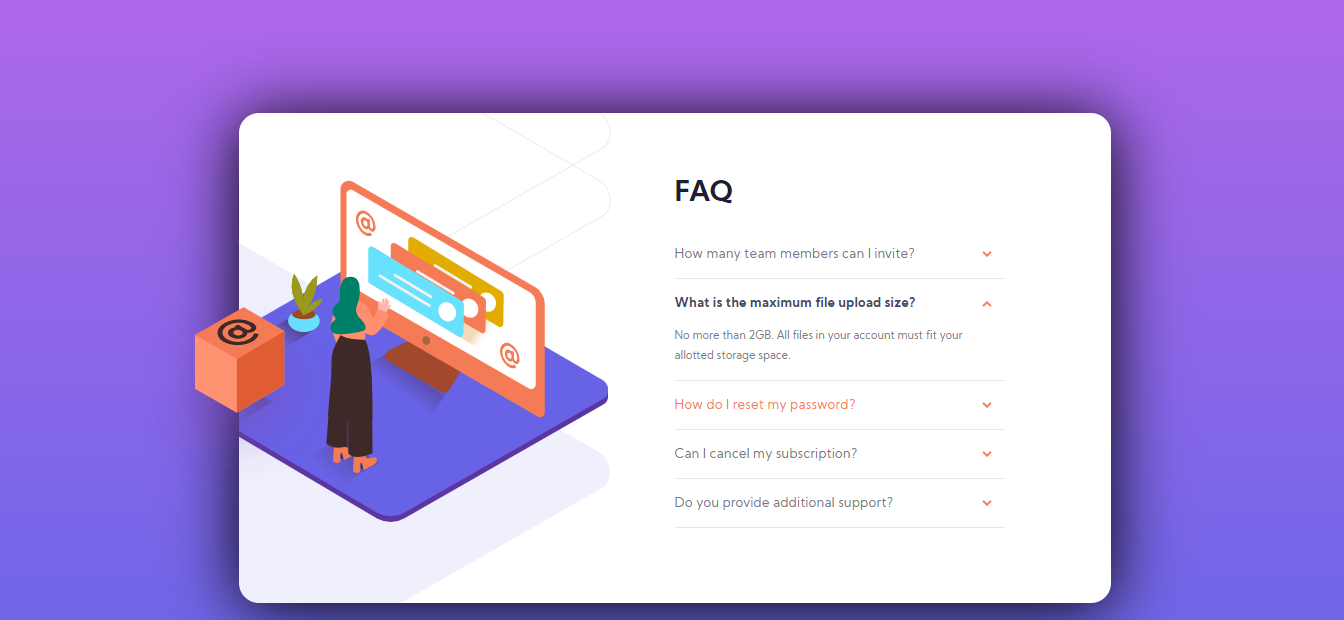 @
@
@
FAQ
How many team members can I invite?
What is the maximum file upload size?
No more than 2GB. All files in your account must fit your
allotted storage space.
How do I reset my password?
Can I cancel my subscription?
Do you provide additional support?